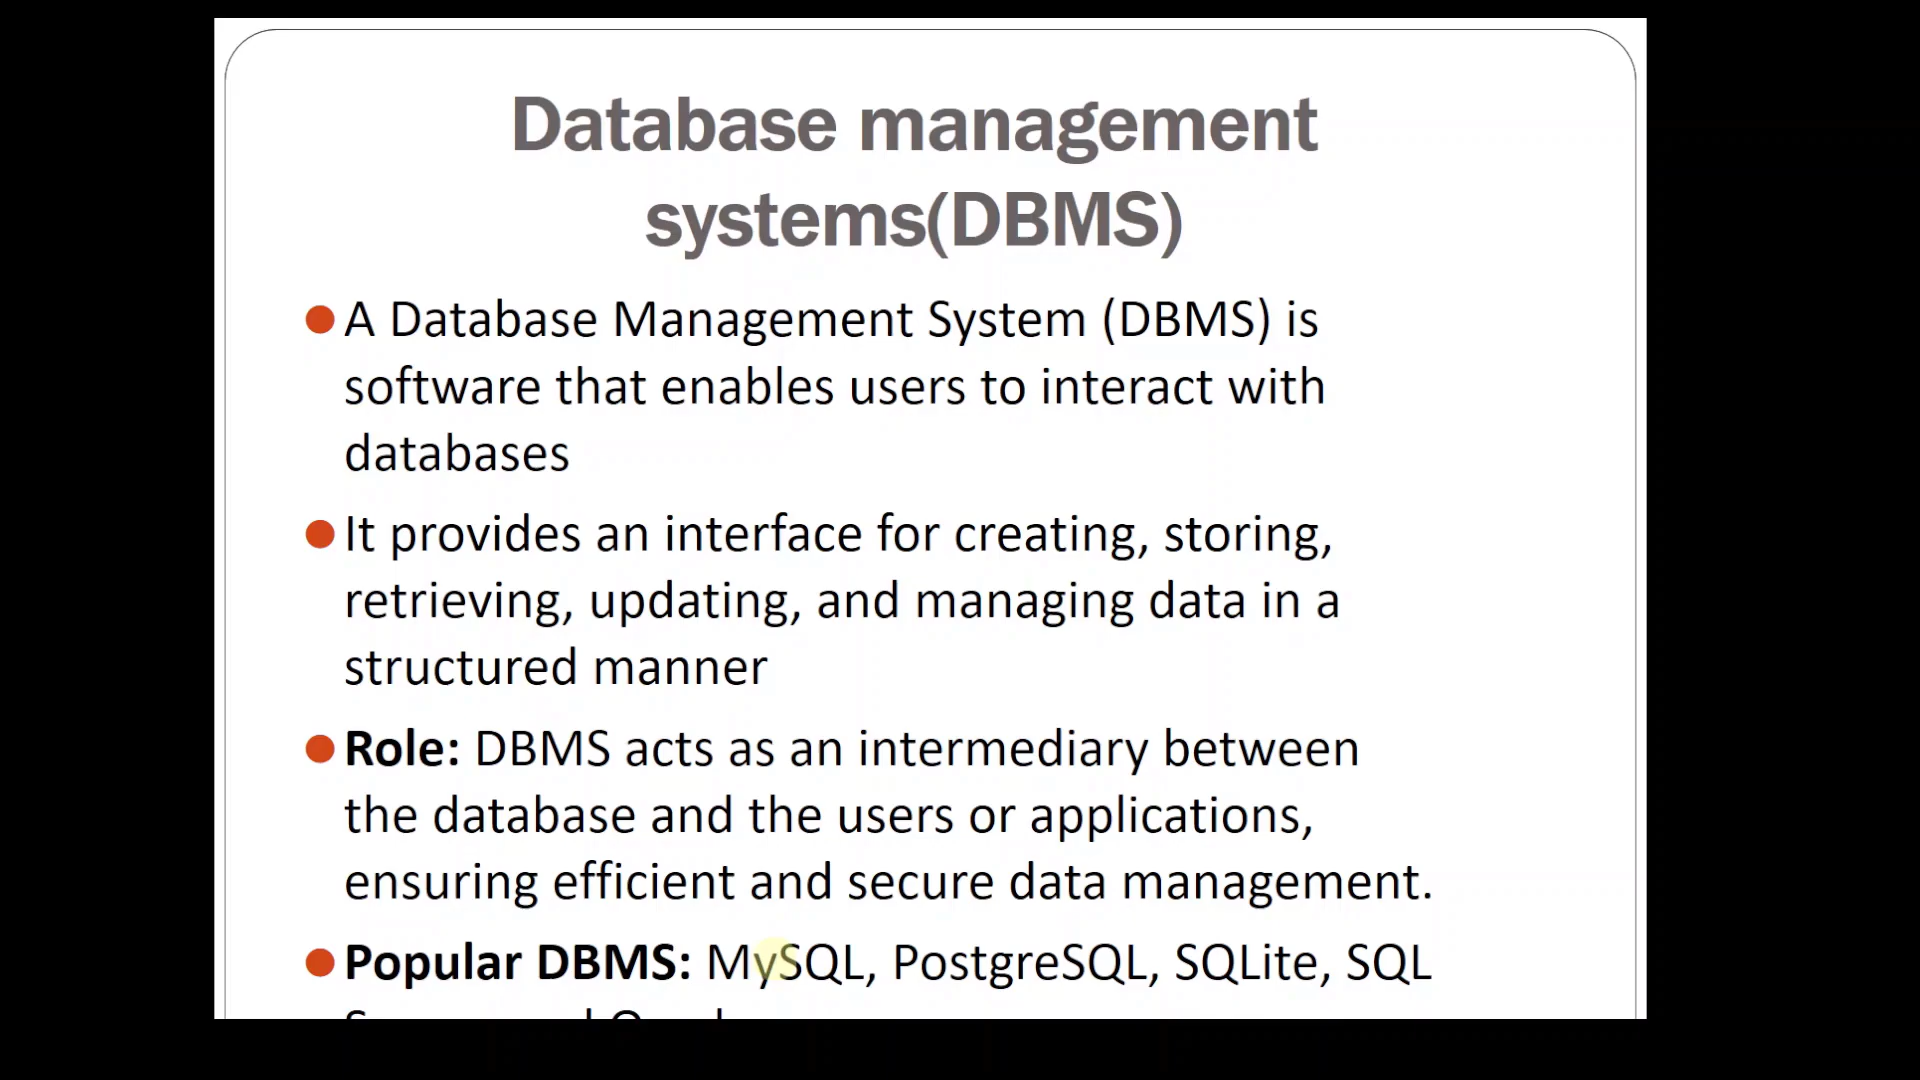 Database management
systems(DBMS)
A Database Management System (DBMS) is
software that enables users to interact with
databases
It provides an interface for creating, storing,
retrieving, updating, and managing data in a
structured manner
Role: DBMS acts as an intermediary between
the database and the users or applications,
ensuring efficient and secure data management.
Popular DBMS: MySQL, PostgreSQL, SQLite, SQL